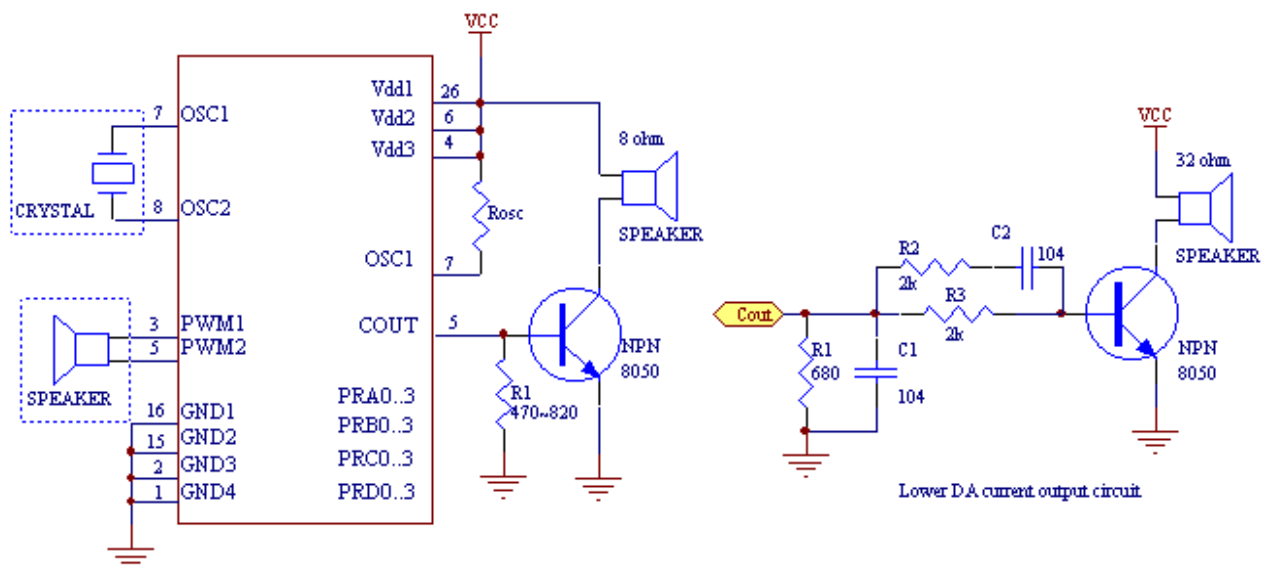 VCC
Vdd1 26
Vdd2 6
Vdd3 4
7 OSC1
CRYSTAL
8 OSC2
Rosc
OSC1 7
8 ohm
SPEAKER
3 PWM1
5 PWM2
SPEAKER
COUT 5
NPN
8050
R1
470~820
PRA0..3
PRB0..3
PRC0..3
PRD0..3
16 GND1
15 GND2
2 GND3
1 GND4
VCC
32 ohm
SPEAKER
C2
104
R2
2k
R3
2k
Cout
R1
680
C1
104
NPN
8050
Lower DA current output circuit